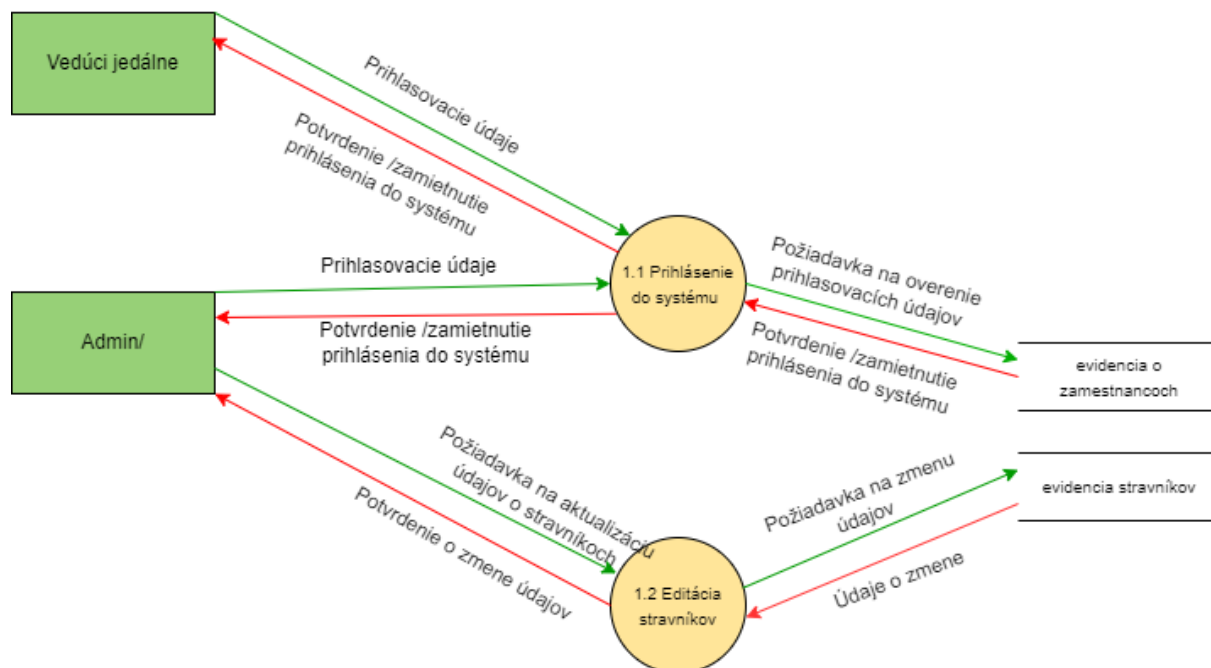 Vedúci jedálne
Prihlasovacie údaje
Potvrdenie /zamietnutie
prihlásenia do systému
Prihlasovacie údaje
1.1 Prihlásenie
do systému
Požiadavka na overenie
prihlasovacích údajov
Admin/
Potvrdenie /zamietnutie
prihlásenia do systému
Potvrdenie /zamietnutie
prihlásenia do systému
evidencia o
zamestnancoch
Požiadavka na aktualizáciu
údajov o stravníkoch
Potvrdenie o zmene údajov
Požiadavka na zmenu
údajov
evidencia stravníkov
1.2 Editácia
stravníkov
Údaje o zmene